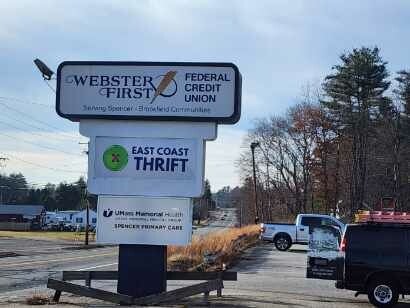 WEBSTER
FIRST
FEDERAL
CREDIT
UNION
Serving Spencer - Brookfield Communities
EAST COAST
THRIFT
UMass Memorial Health
SPENCER PRIMARY CARE